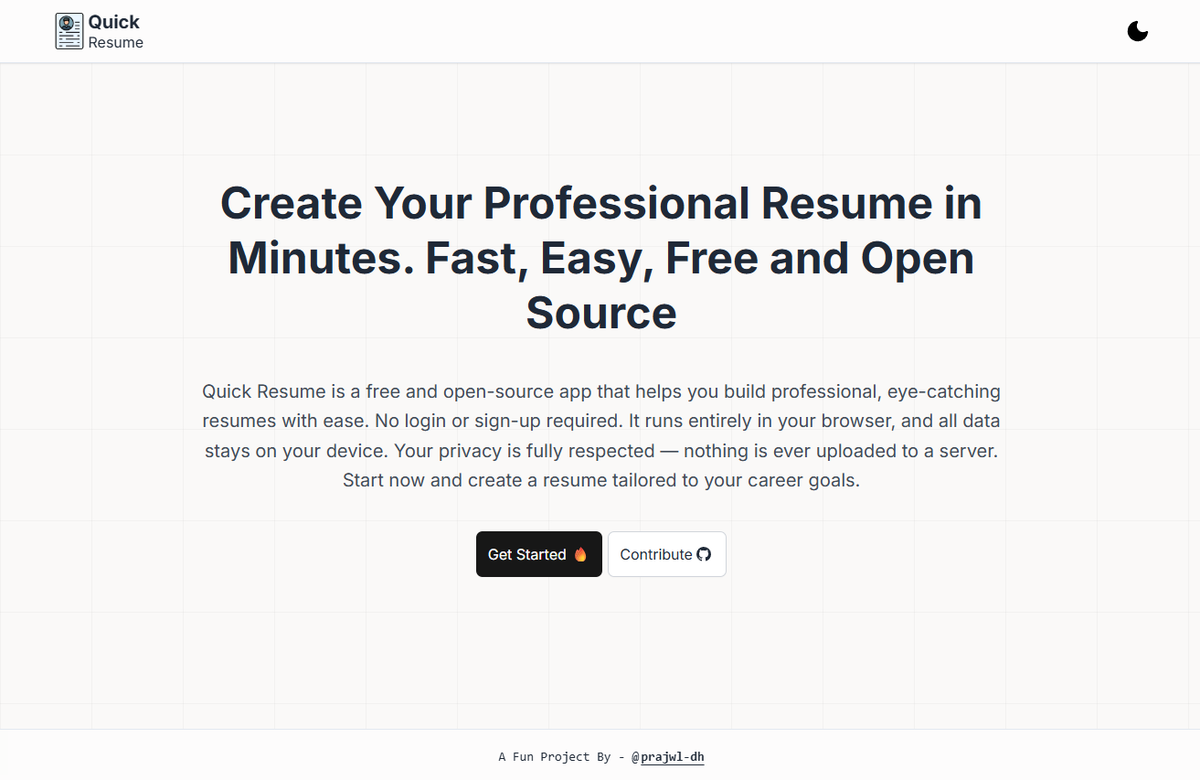 Quick
Resume
Create Your Professional Resume in
Minutes. Fast, Easy, Free and Open
Source
Quick Resume is a free and open-source app that helps you build professional, eye-catching
resumes with ease. No login or sign-up required. It runs entirely in your browser, and all data
stays on your device. Your privacy is fully respected — nothing is ever uploaded to a server.
Start now and create a resume tailored to your career goals.
Get Started 🔥
Contribute
A Fun Project By - @prajwl-dh